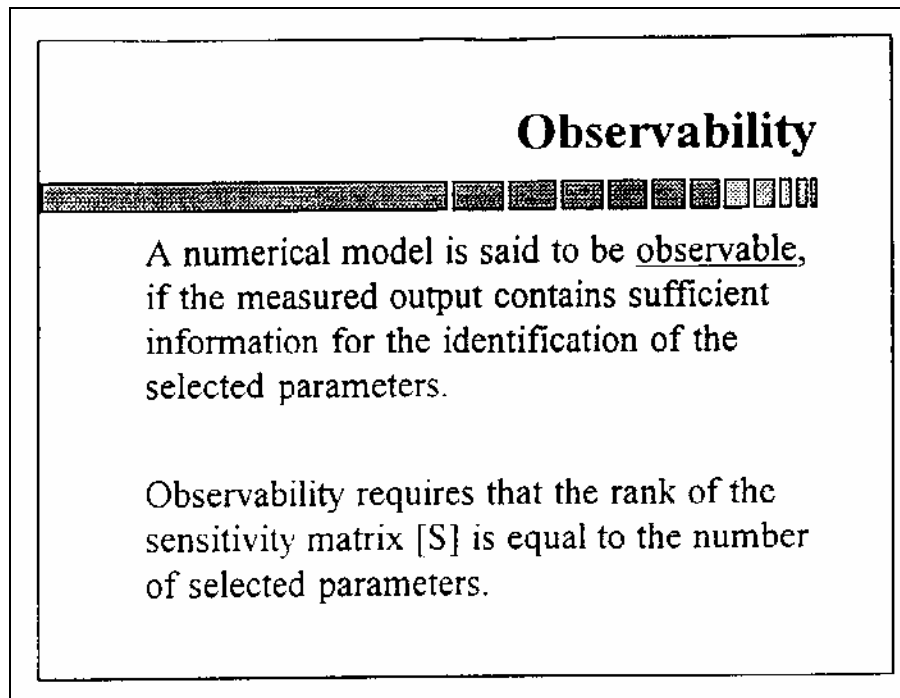 Observability
A numerical model is said to be observable,
if the measured output contains sufficient
information for the identification of the
selected parameters.
Observability requires that the rank of the
sensitivity matrix [S] is equal to the number
of selected parameters.